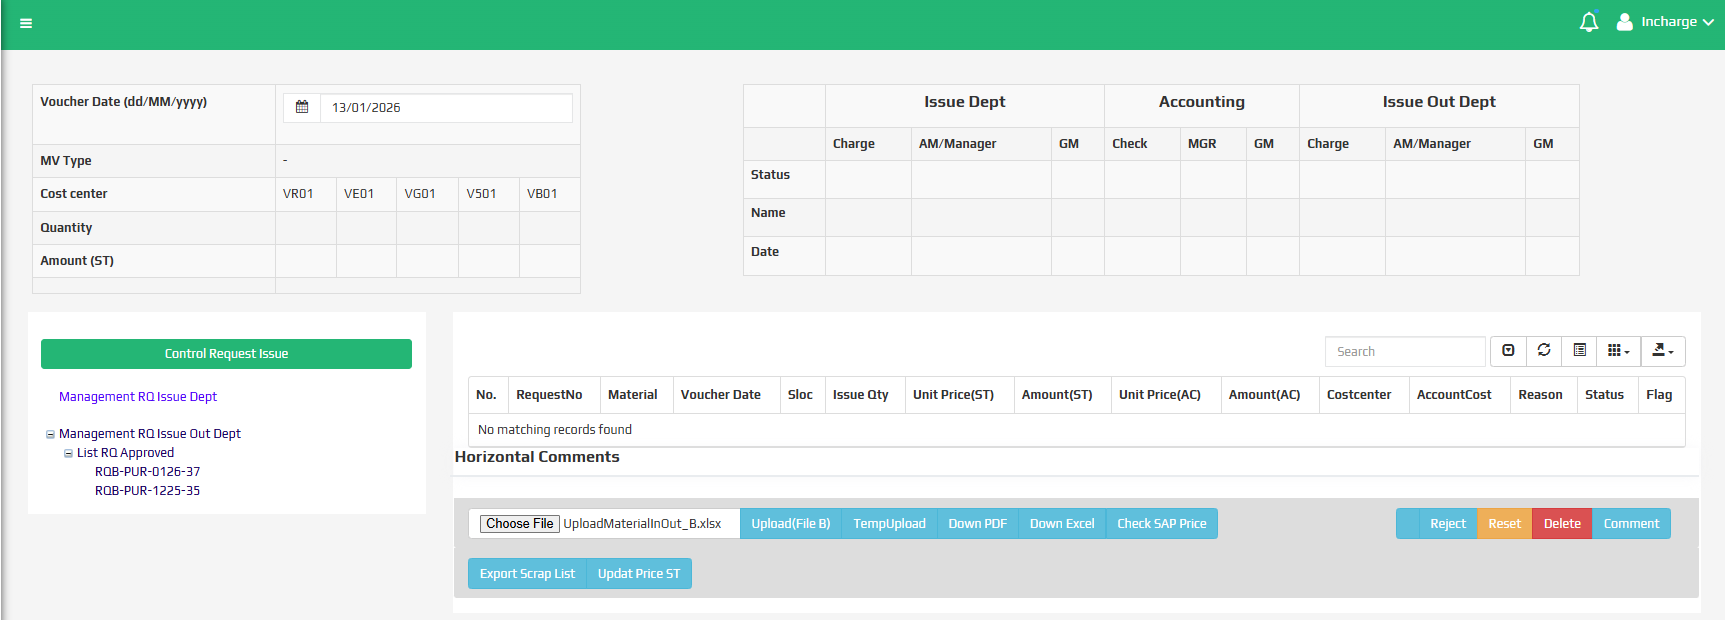 Incharge
Voucher Date (dd/MM/yyyy) 13/01/2026
MV Type -
Cost center VR01 VE01 VG01 V501 VB01
Quantity
Amount (ST)
Issue Dept Accounting Issue Out Dept
Charge AM/Manager GM Check MGR GM Charge AM/Manager GM
Status
Name
Date
Control Request Issue
Management RQ Issue Dept
Management RQ Issue Out Dept
List RQ Approved
RQB-PUR-0126-37
RQB-PUR-1225-35
Search
No. RequestNo Material Voucher Date Sloc Issue Qty Unit Price(ST) Amount(ST) Unit Price(AC) Amount(AC) Costcenter AccountCost Reason Status Flag
No matching records found
Horizontal Comments
Choose File UploadMaterialInOut_B.xlsx Upload(File B) TempUpload Down PDF Down Excel Check SAP Price Reject Reset Delete Comment
Export Scrap List Updat Price ST